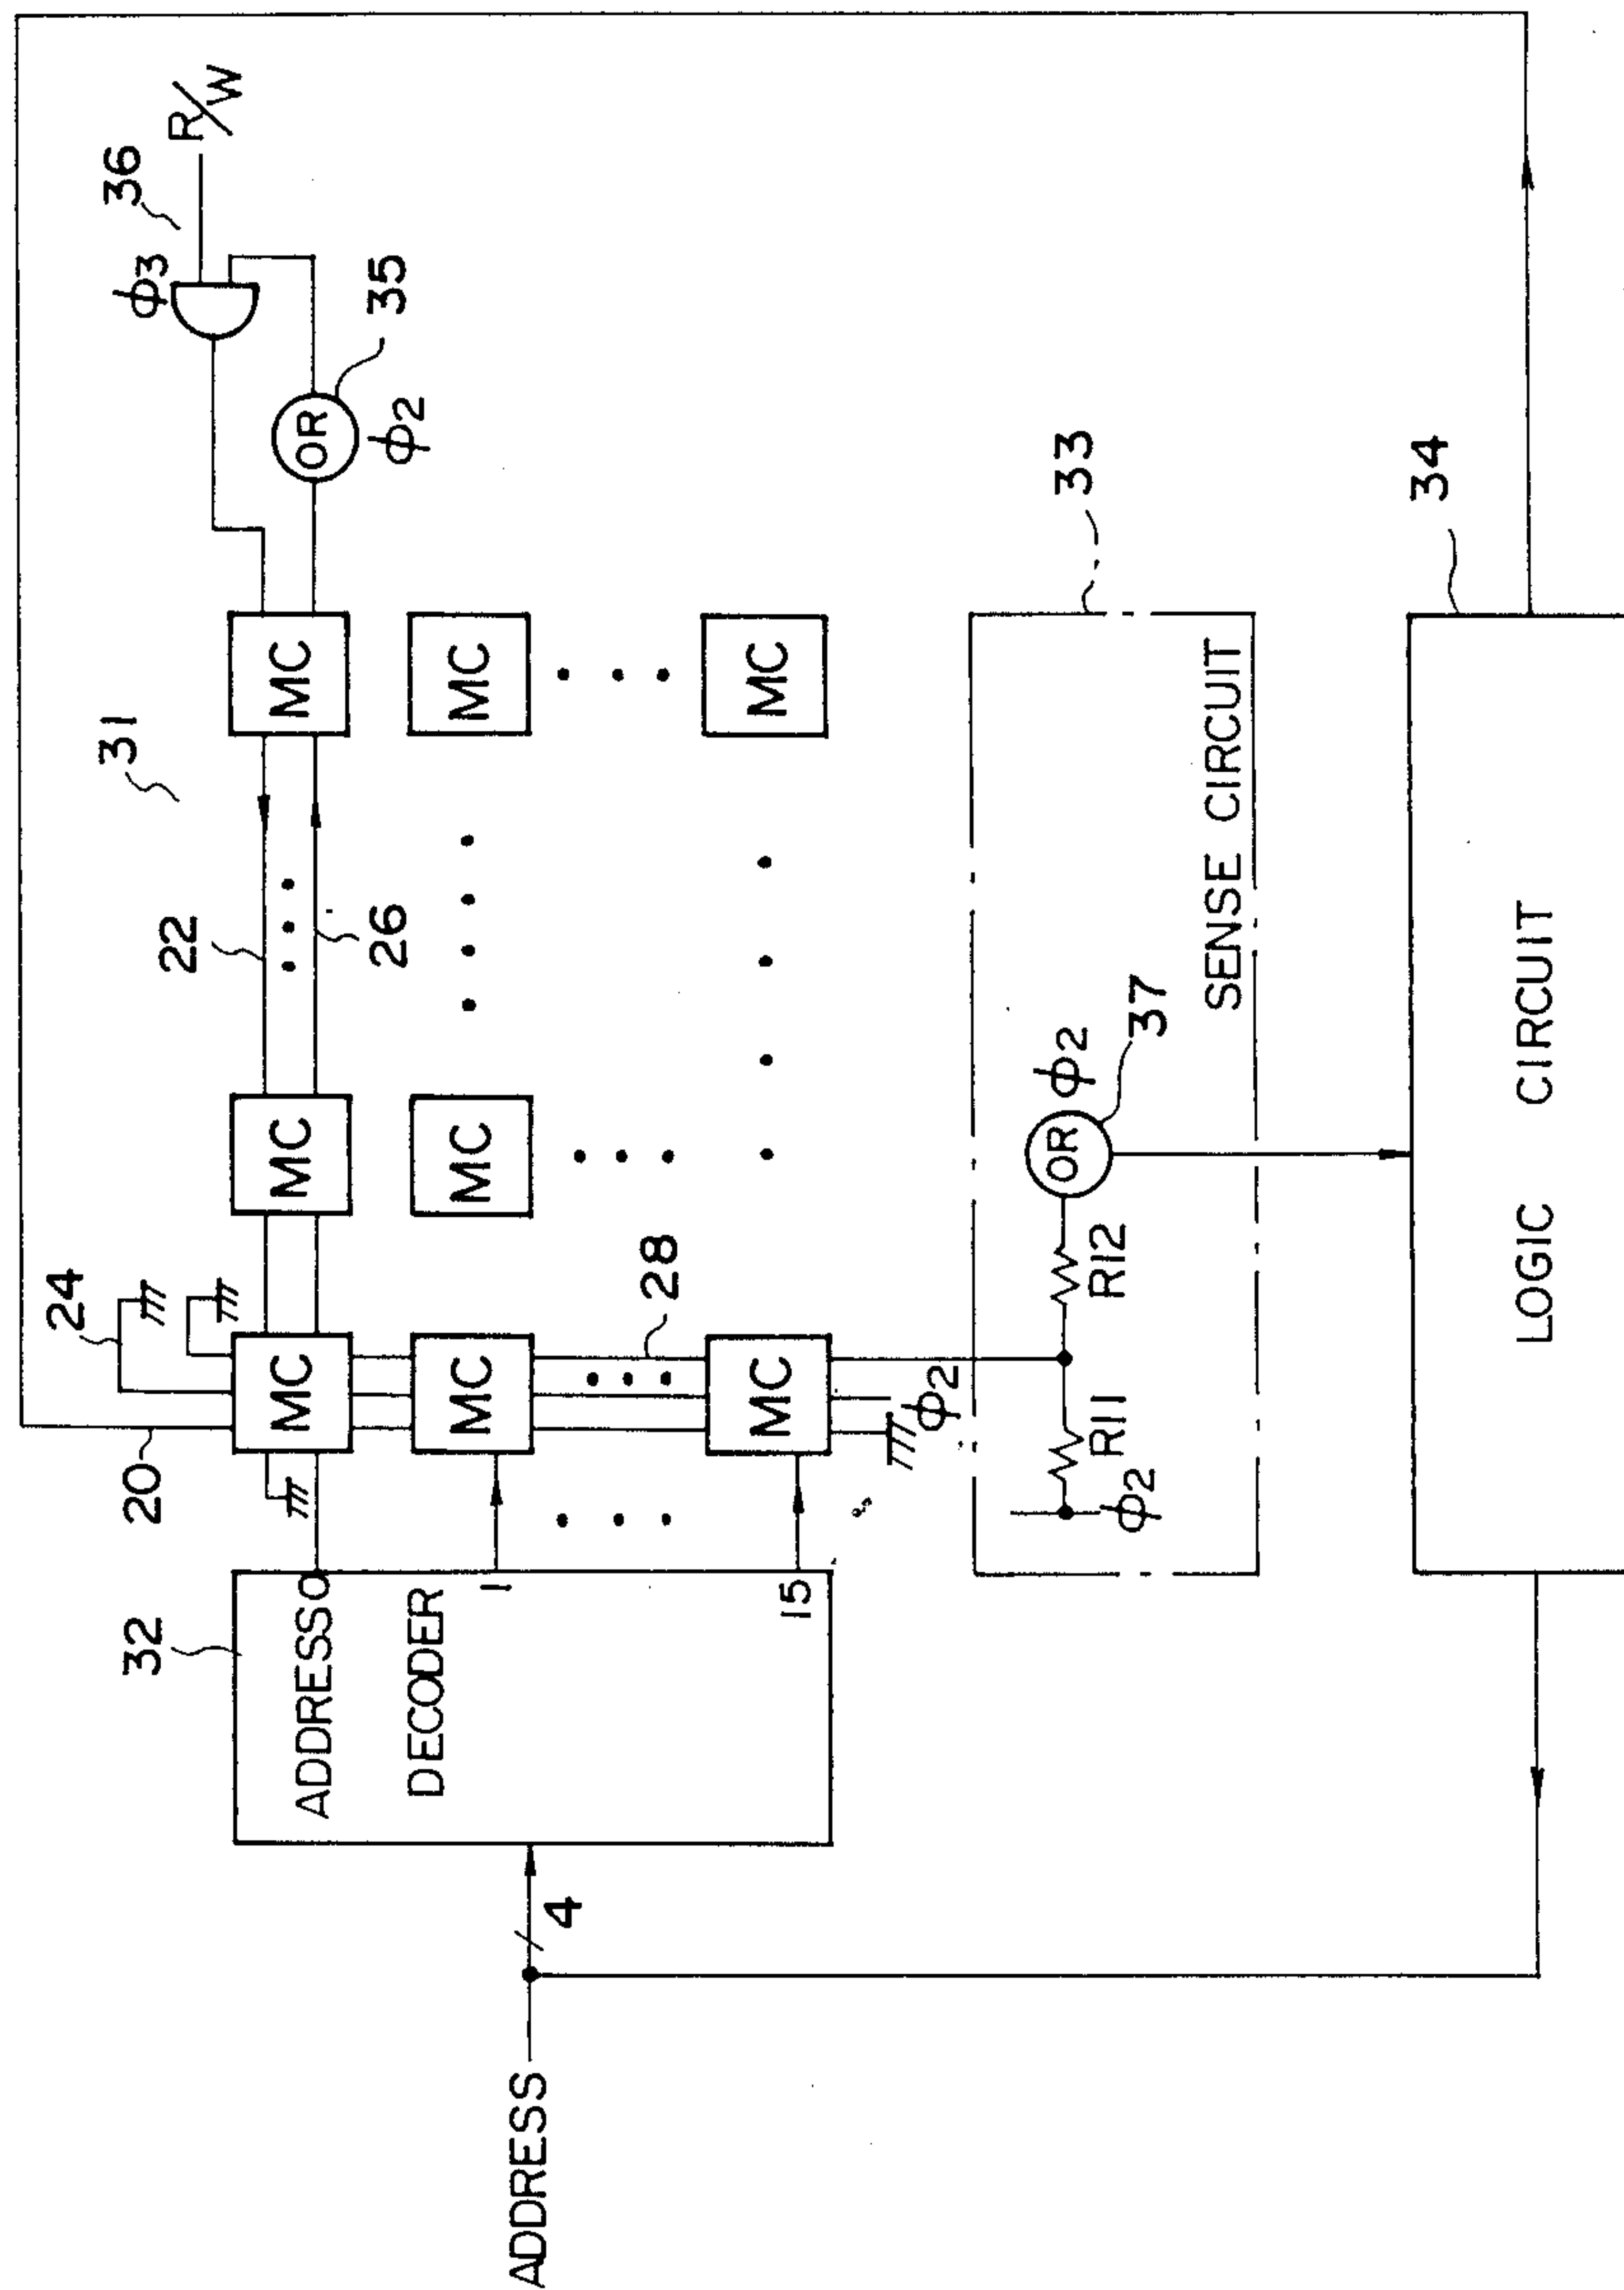 R/W
36
ϕ3
35
OR
ϕ2
31
22
26
MC
MC
MC
24
20
MC
MC
MC
28
MC
MC
MC
ϕ2
32
ADDRESS 0
DECODER
1
15
4
ADDRESS
33
SENSE CIRCUIT
ϕ2
37
OR
R12
R11
ϕ2
34
LOGIC CIRCUIT